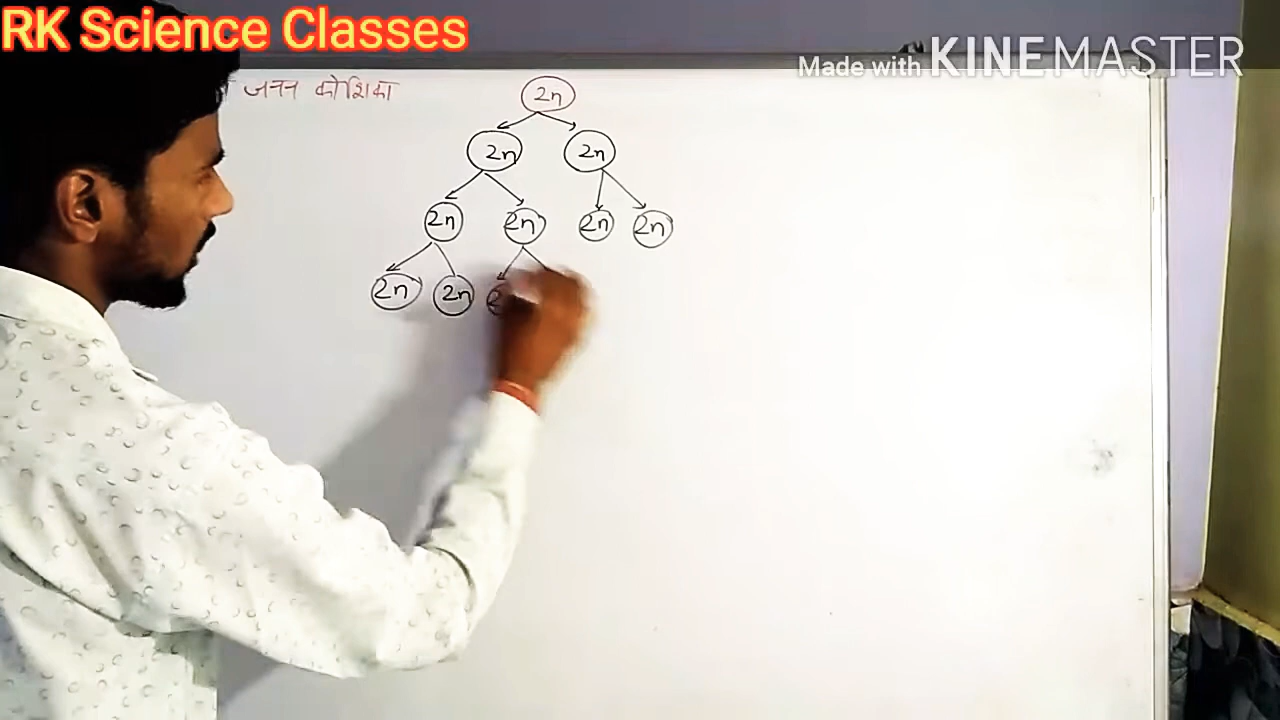 RK Science Classes
Made with KINEMASTER
जनन कोशिका
2n
2n 2n
2n 2n 2n 2n
2n 2n